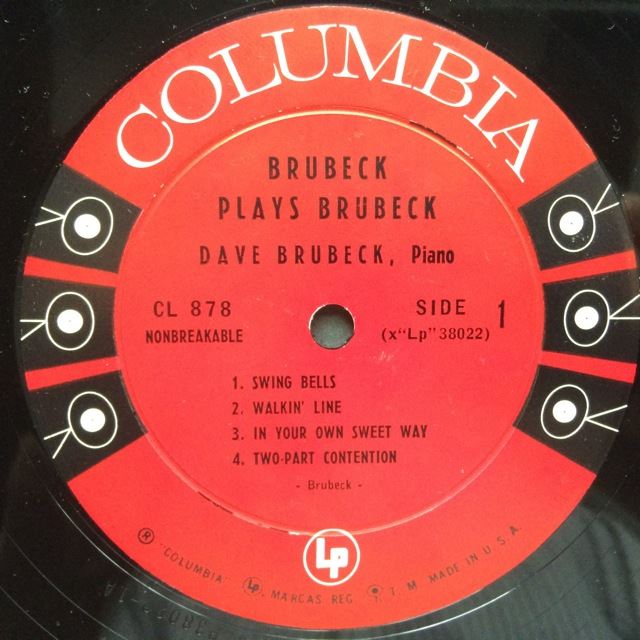 COLUMBIA
BRUBECK
PLAYS BRUBECK
DAVE BRUBECK, Piano
CL 878
NONBREAKABLE
SIDE 1
(x"Lp"38022)
1. SWING BELLS
2. WALKIN' LINE
3. IN YOUR OWN SWEET WAY
4. TWO-PART CONTENTION
- Brubeck -
Lp
® "COLUMBIA" Lp MARCAS REG. T. M. MADE IN U.S.A.